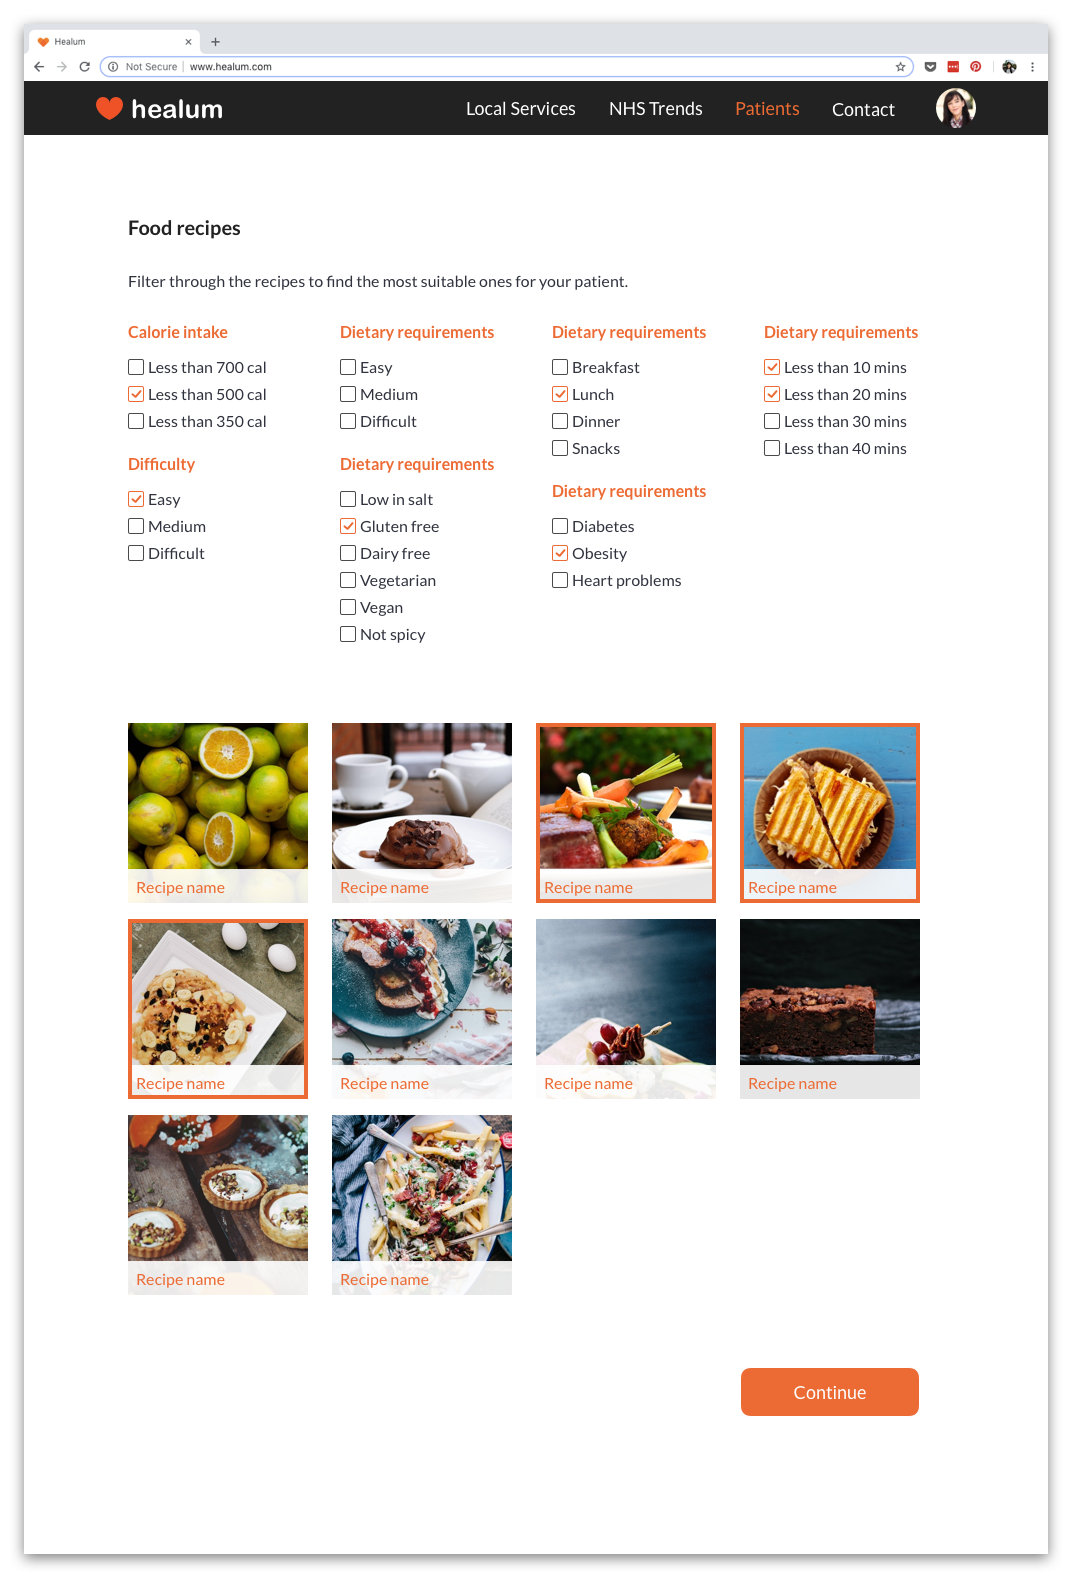 Healum
Not Secure
www.healum.com
healum
Local Services
NHS Trends
Patients
Contact
Food recipes
Filter through the recipes to find the most suitable ones for your patient.
Calorie intake
Less than 700 cal
Less than 500 cal
Less than 350 cal
Difficulty
Easy
Medium
Difficult
Dietary requirements
Easy
Medium
Difficult
Dietary requirements
Low in salt
Gluten free
Dairy free
Vegetarian
Vegan
Not spicy
Dietary requirements
Breakfast
Lunch
Dinner
Snacks
Dietary requirements
Diabetes
Obesity
Heart problems
Dietary requirements
Less than 10 mins
Less than 20 mins
Less than 30 mins
Less than 40 mins
Recipe name
Recipe name
Recipe name
Recipe name
Recipe name
Recipe name
Recipe name
Recipe name
Recipe name
Recipe name
Continue